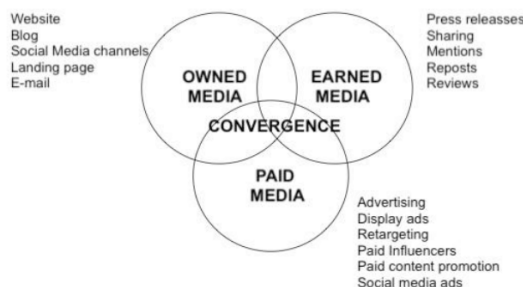 Website
Blog
Social Media channels
Landing page
E-mail
Press releasses
Sharing
Mentions
Reposts
Reviews
OWNED
MEDIA
EARNED
MEDIA
CONVERGENCE
PAID
MEDIA
Advertising
Display ads
Retargeting
Paid Influencers
Paid content promotion
Social media ads